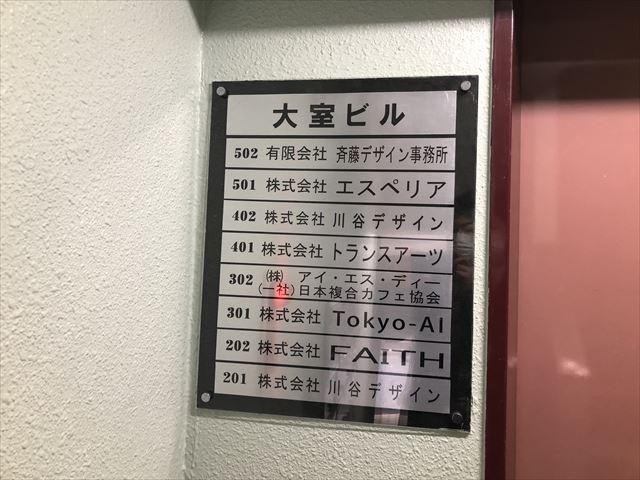 大室ビル
502 有限会社 斉藤デザイン事務所
501 株式会社 エスペリア
402 株式会社 川谷デザイン
401 株式会社 トランスアーツ
302 ㈱ アイ・エス・ディー
(一社)日本複合カフェ協会
301 株式会社 Tokyo-AI
202 株式会社 FAITH
201 株式会社 川谷デザイン